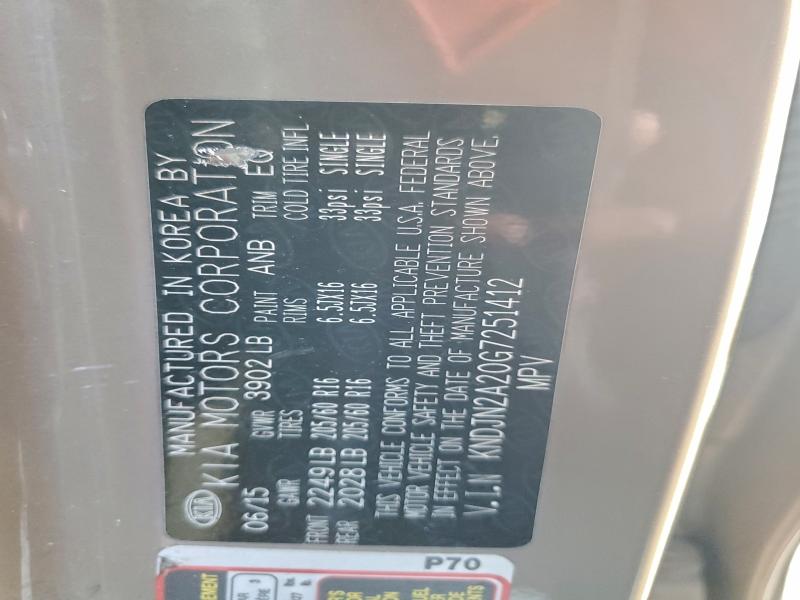 MANUFACTURED IN KOREA BY
KIA KIA MOTORS CORPORATION
06/15 GVWR 3902 LB PAINT ANB TRIM EQ
GAWR TIRES RIMS COLD TIRE INFL
FRONT 2249 LB 205/60 R16 6.5JX16 33psi SINGLE
REAR 2028 LB 205/60 R16 6.5JX16 33psi SINGLE
THIS VEHICLE CONFORMS TO ALL APPLICABLE U.S.A. FEDERAL
MOTOR VEHICLE SAFETY AND THEFT PREVENTION STANDARDS
IN EFFECT ON THE DATE OF MANUFACTURE SHOWN ABOVE.
V.I.N KNDJN2A20G7251412
MPV
P70